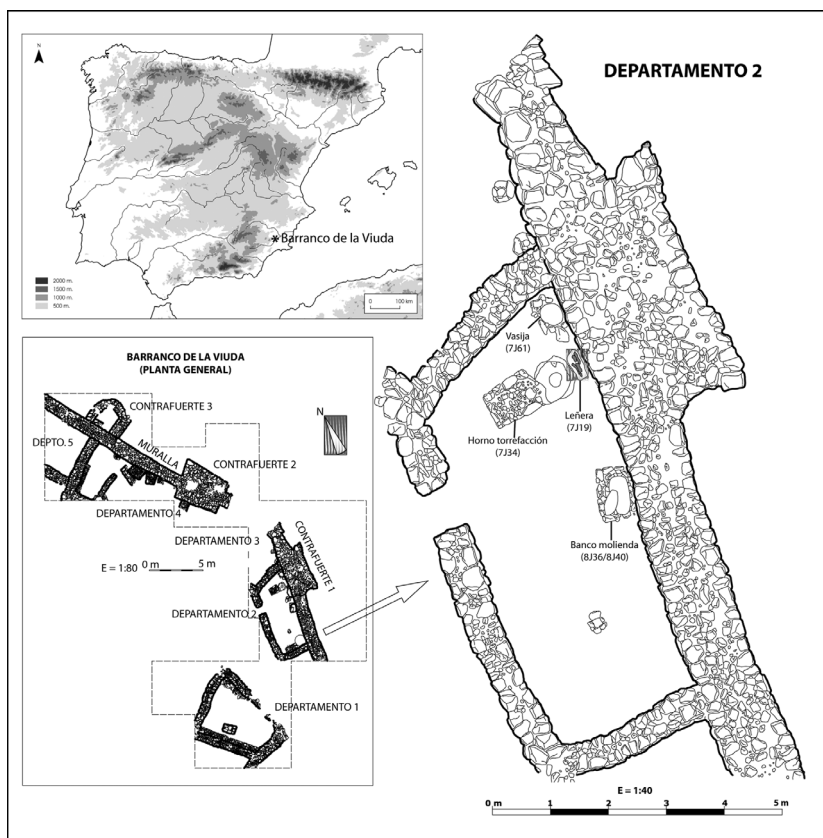 N
Barranco de la Viuda
2000 m.
1500 m.
1000 m.
500 m.
0 100 km
BARRANCO DE LA VIUDA
(PLANTA GENERAL)
N
CONTRAFUERTE 3
DEPTO. 5
MURALLA
CONTRAFUERTE 2
DEPARTAMENTO 4
DEPARTAMENTO 3
CONTRAFUERTE 1
E = 1:80 0 m 5 m
DEPARTAMENTO 2
DEPARTAMENTO 1
DEPARTAMENTO 2
Vasija
(7J61)
Leñera
(7J19)
Horno torrefacción
(7J34)
Banco molienda
(8J36/8J40)
E = 1:40
0 m 1 2 3 4 5 m